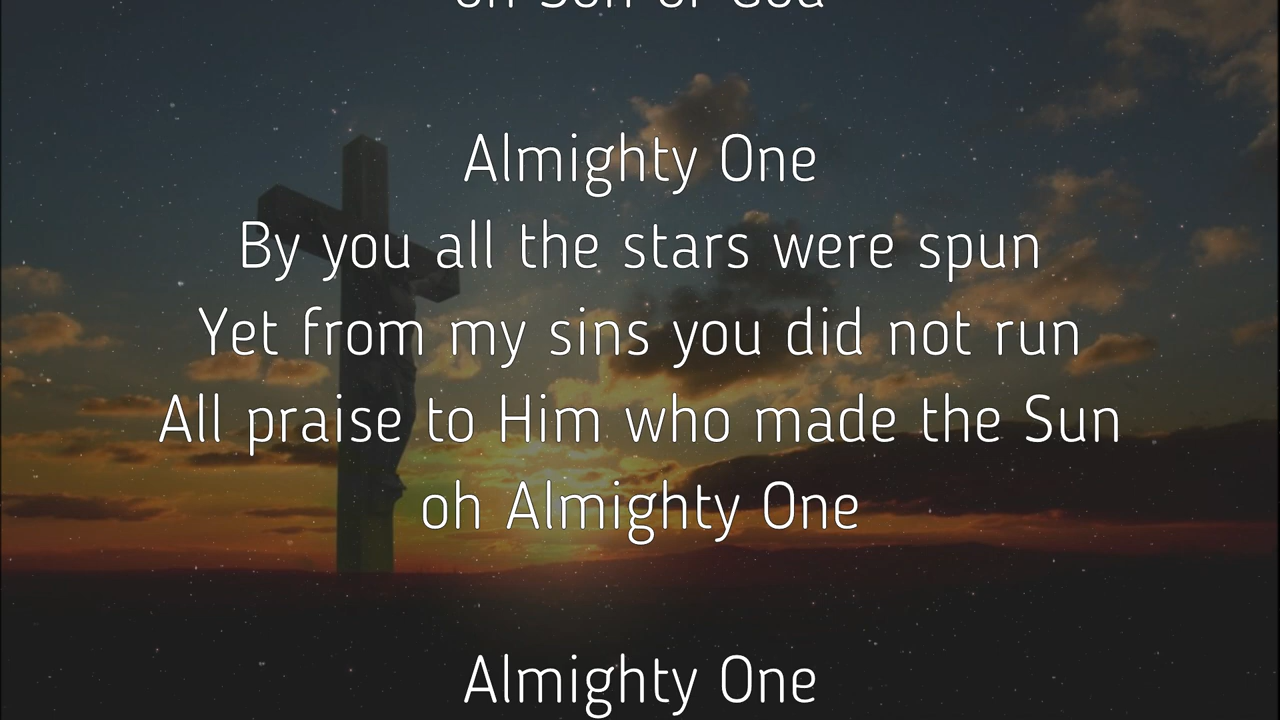 oh Son of God
Almighty One
By you all the stars were spun
Yet from my sins you did not run
All praise to Him who made the Sun
oh Almighty One
Almighty One